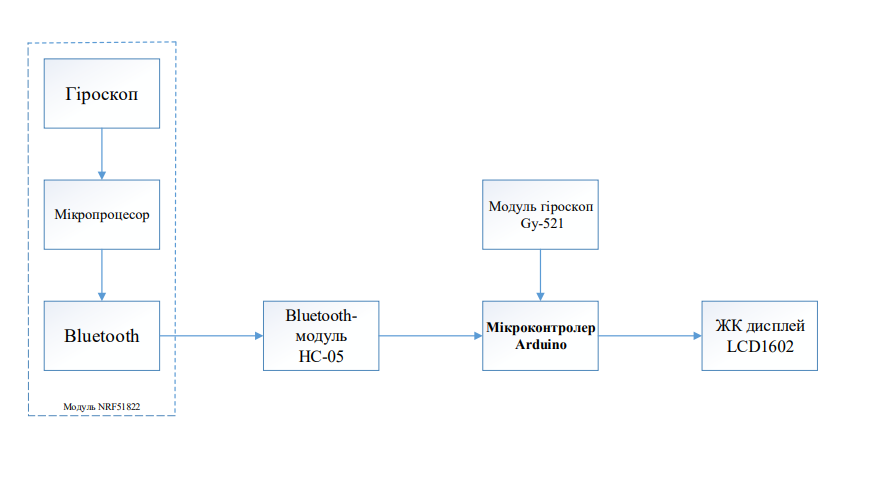 Гіроскоп
Мікропроцесор
Bluetooth
Модуль NRF51822
Bluetooth-
модуль
HC-05
Модуль гіроскоп
Gy-521
Мікроконтролер
Arduino
ЖК дисплей
LCD1602